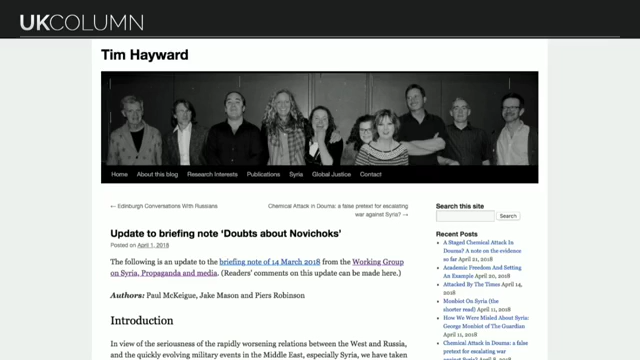 UKCOLUMN
Tim Hayward
Home About this blog Research Interests Publications Syria Global Justice Contact
← Edinburgh Conversations With Russians
Chemical Attack in Douma: a false pretext for escalating
war against Syria? →
Update to briefing note ‘Doubts about Novichoks’
Posted on April 1, 2018
The following is an update to the briefing note of 14 March 2018 from the Working Group
on Syria, Propaganda and media. (Readers’ comments on this update can be made here.)
Authors: Paul McKeigue, Jake Mason and Piers Robinson
Introduction
In view of the seriousness of the rapidly worsening relations between the West and Russia,
and the quickly evolving military events in the Middle East, especially Syria, we have taken
Search this site
Search
Recent Posts
A Staged Chemical Attack In
Douma? A note on the evidence
so far April 21, 2018
Academic Freedom And Setting
An Example April 20, 2018
Attacked By The Times April 14,
2018
Monbiot On Syria (the
shorter read) April 11, 2018
How We Were Misled About Syria:
George Monbiot of The Guardian
April 11, 2018
Chemical Attack in Douma: a false
pretext for escalating
war against Syria? April 8, 2018